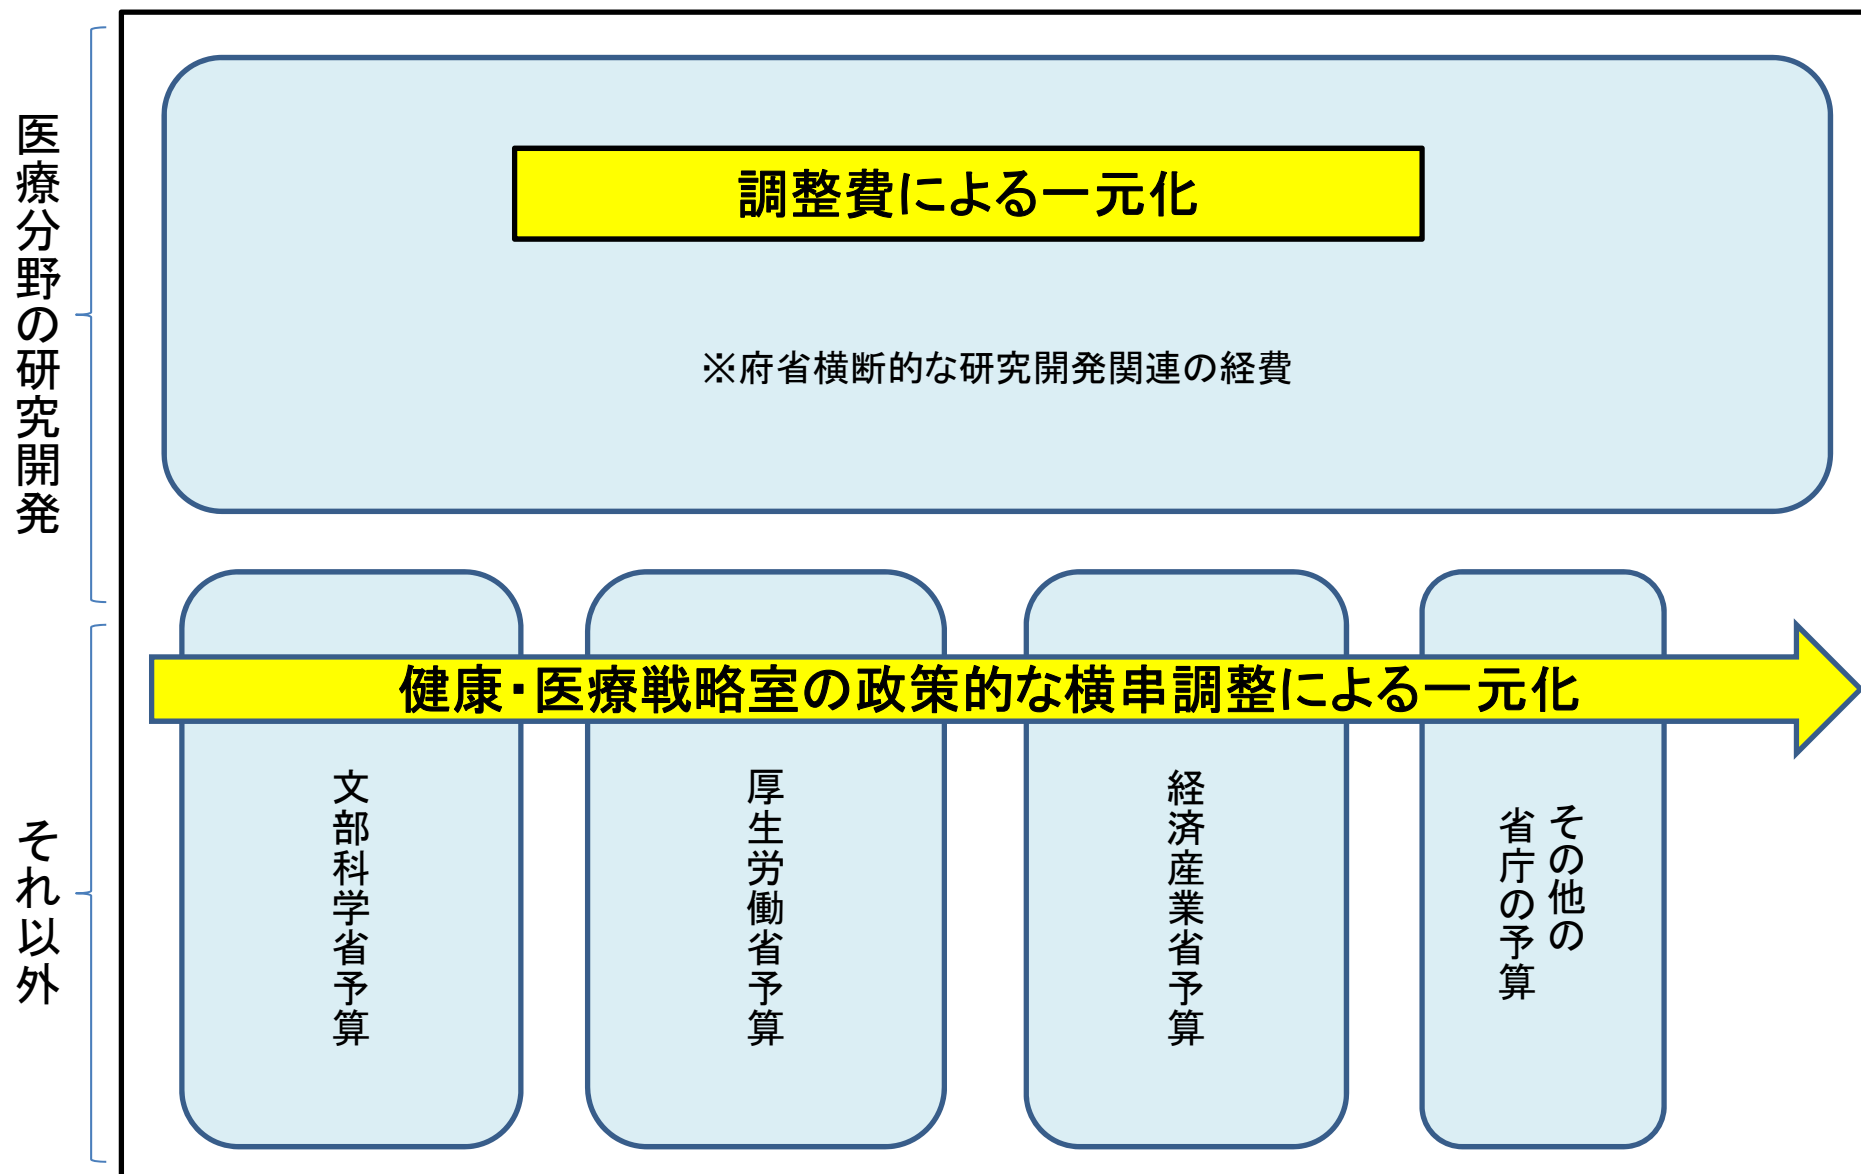 医療分野の研究開発
調整費による一元化
※府省横断的な研究開発関連の経費
それ以外
健康・医療戦略室の政策的な横串調整による一元化
文部科学省予算
厚生労働省予算
経済産業省予算
その他の
省庁の予算